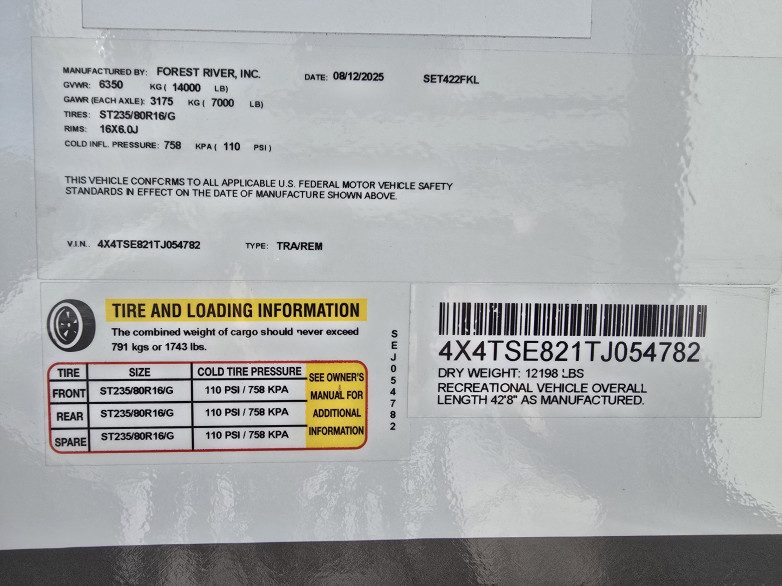 MANUFACTURED BY: FOREST RIVER, INC. DATE: 08/12/2025 SET422FKL
GVWR: 6350 KG ( 14000 LB)
GAWR (EACH AXLE): 3175 KG ( 7000 LB)
TIRES: ST235/80R16/G
RIMS: 16X6.0J
COLD INFL. PRESSURE: 758 KPA ( 110 PSI )
THIS VEHICLE CONFORMS TO ALL APPLICABLE U.S. FEDERAL MOTOR VEHICLE SAFETY
STANDARDS IN EFFECT ON THE DATE OF MANUFACTURE SHOWN ABOVE.
V.I.N.. 4X4TSE821TJ054782 TYPE: TRA/REM
TIRE AND LOADING INFORMATION
The combined weight of cargo should never exceed
791 kgs or 1743 lbs.
TIRE SIZE COLD TIRE PRESSURE
FRONT ST235/80R16/G 110 PSI / 758 KPA
REAR ST235/80R16/G 110 PSI / 758 KPA
SPARE ST235/80R16/G 110 PSI / 758 KPA
SEE OWNER'S
MANUAL FOR
ADDITIONAL
INFORMATION
SEJ054782
4X4TSE821TJ054782
DRY WEIGHT: 12198 LBS
RECREATIONAL VEHICLE OVERALL
LENGTH 42'8" AS MANUFACTURED.